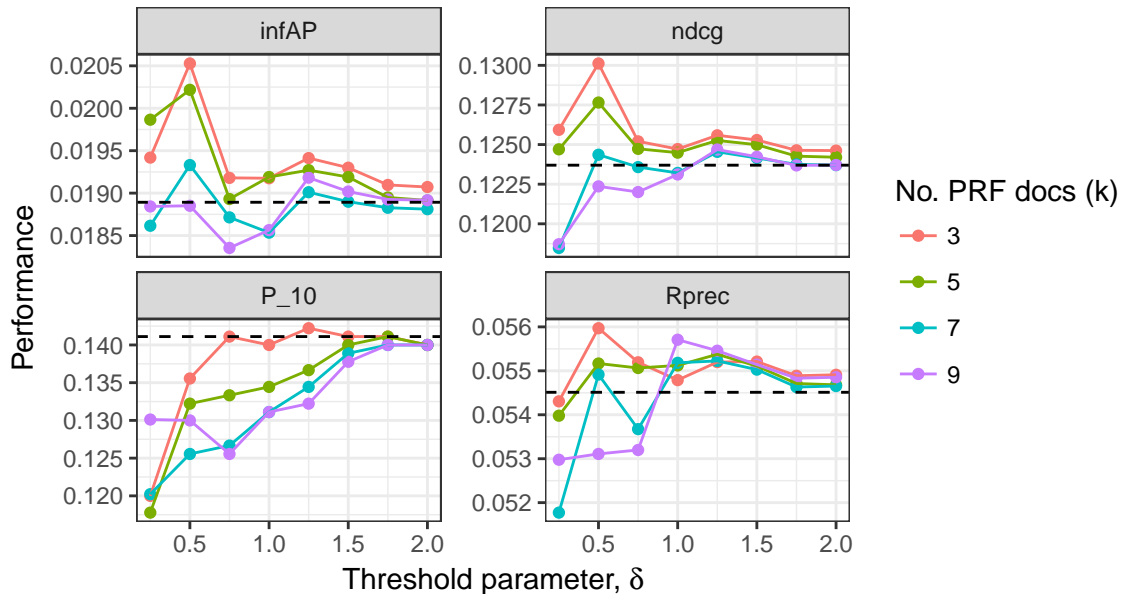 infAP
ndcg
0.0205
0.0200
0.0195
0.0190
0.0185
0.1300
0.1275
0.1250
0.1225
0.1200
P_10
Rprec
0.140
0.135
0.130
0.125
0.120
0.056
0.055
0.054
0.053
0.052
0.5 1.0 1.5 2.0
0.5 1.0 1.5 2.0
Performance
Threshold parameter, δ
No. PRF docs (k)
3
5
7
9